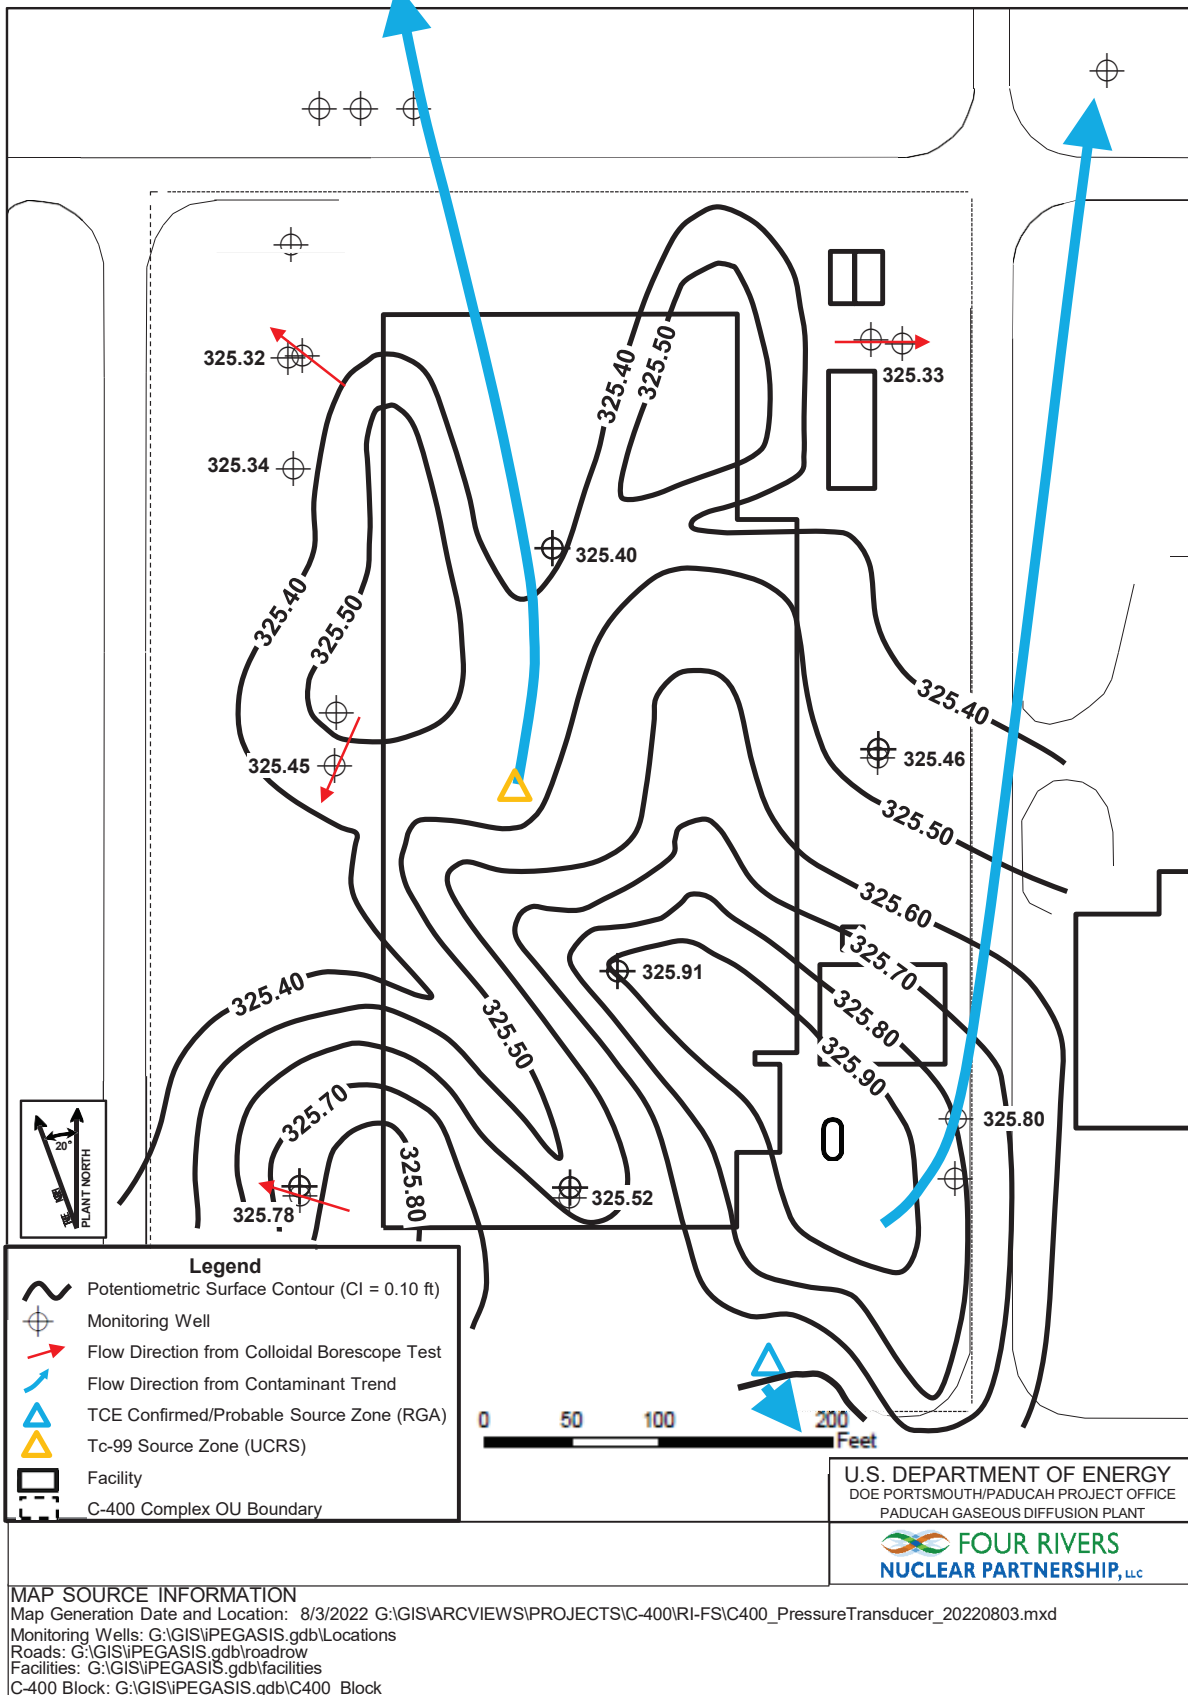 325.40
325.50
325.32
325.33
325.34
325.40
325.40
325.50
325.40
325.45
325.46
325.50
325.60
325.70
325.91
325.40
325.50
325.80
325.90
325.70
325.80
325.80
325.52
325.78
20°
PLANT NORTH
Legend
Potentiometric Surface Contour (CI = 0.10 ft)
Monitoring Well
Flow Direction from Colloidal Borescope Test
Flow Direction from Contaminant Trend
TCE Confirmed/Probable Source Zone (RGA)
Tc-99 Source Zone (UCRS)
Facility
C-400 Complex OU Boundary
0 50 100 200
Feet
U.S. DEPARTMENT OF ENERGY
DOE PORTSMOUTH/PADUCAH PROJECT OFFICE
PADUCAH GASEOUS DIFFUSION PLANT
FOUR RIVERS
NUCLEAR PARTNERSHIP, LLC
MAP SOURCE INFORMATION
Map Generation Date and Location: 8/3/2022 G:\GIS\ARCVIEWS\PROJECTS\C-400\RI-FS\C400_PressureTransducer_20220803.mxd
Monitoring Wells: G:\GIS\iPEGASIS.gdb\Locations
Roads: G:\GIS\iPEGASIS.gdb\roadrow
Facilities: G:\GIS\iPEGASIS.gdb\facilities
C-400 Block: G:\GIS\iPEGASIS.gdb\C400_Block